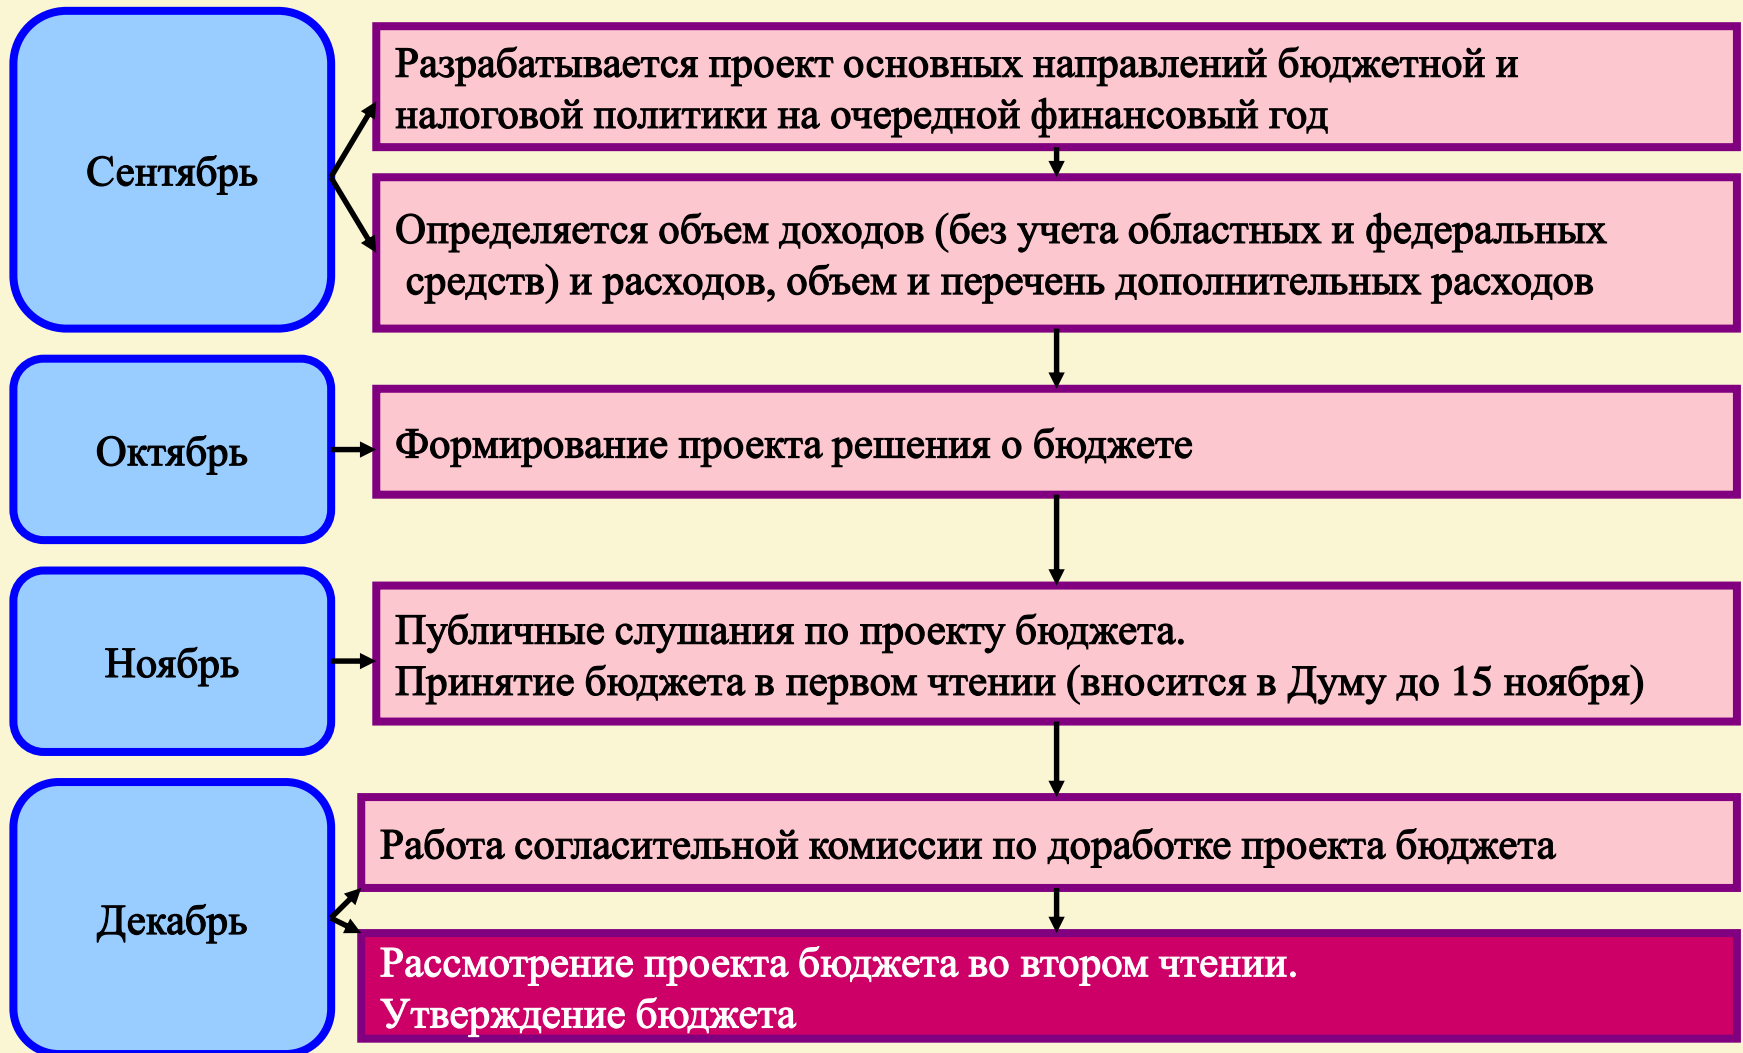 Сентябрь
Разрабатывается проект основных направлений бюджетной и
налоговой политики на очередной финансовый год
Определяется объем доходов (без учета областных и федеральных
средств) и расходов, объем и перечень дополнительных расходов
Октябрь
Формирование проекта решения о бюджете
Ноябрь
Публичные слушания по проекту бюджета.
Принятие бюджета в первом чтении (вносится в Думу до 15 ноября)
Декабрь
Работа согласительной комиссии по доработке проекта бюджета
Рассмотрение проекта бюджета во втором чтении.
Утверждение бюджета